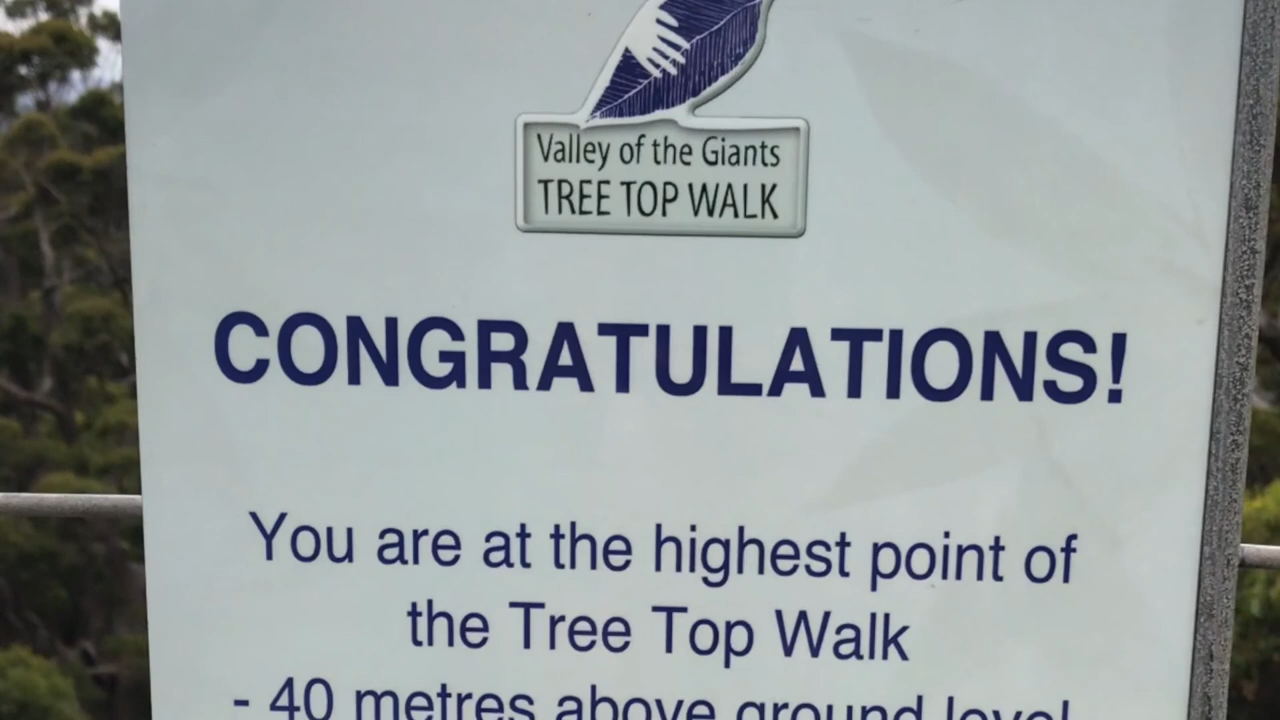 Valley of the Giants
TREE TOP WALK
CONGRATULATIONS!
You are at the highest point of
the Tree Top Walk
- 40 metres above ground level